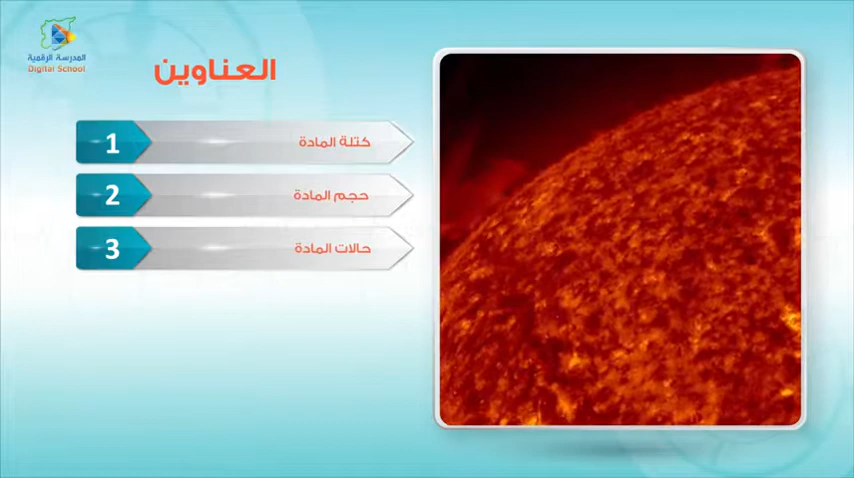 المدرسة الرقمية
Digital School
العناوين
1 كتلة المادة
2 حجم المادة
3 حالات المادة